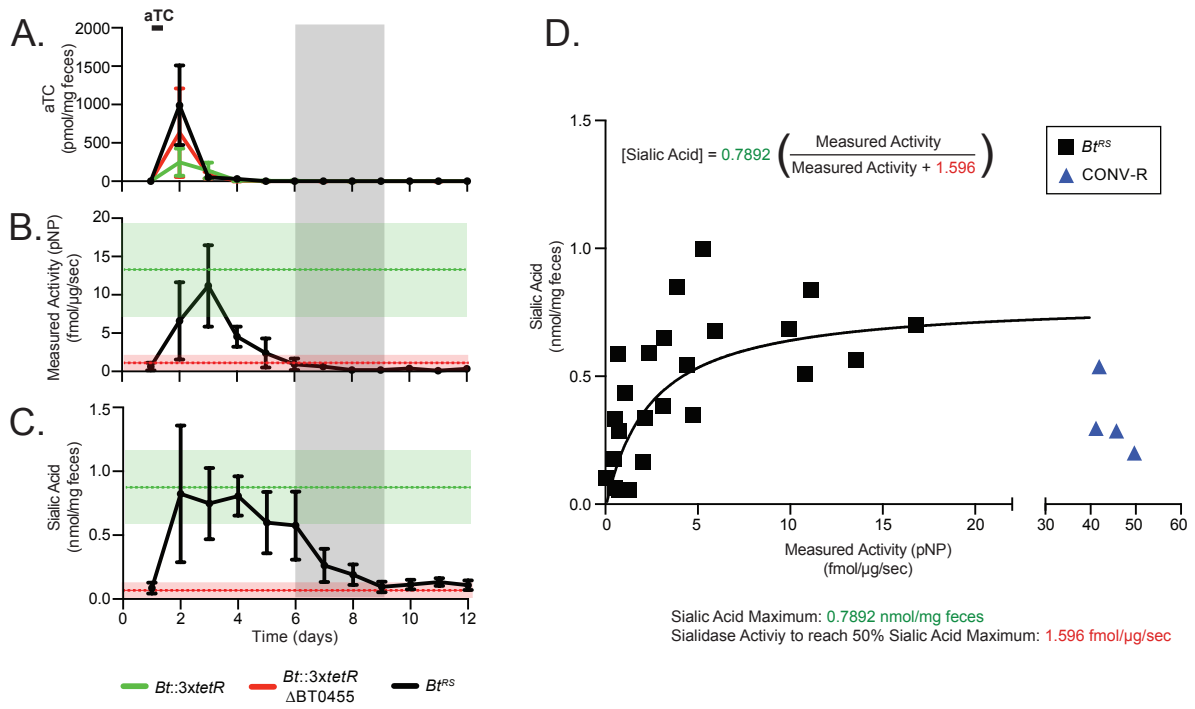 A.
aTC
aTC
(pmol/mg feces)
2000
1500
1000
500
0
B.
Measured Activity (pNP)
(fmol/µg/sec)
20
15
10
5
0
C.
Sialic Acid
(nmol/mg feces)
1.5
1.0
0.5
0.0
0 2 4 6 8 10 12
Time (days)
Bt::3xtetR
Bt::3xtetR
ΔBT0455
BtRS
D.
[Sialic Acid] = 0.7892 ( Measured Activity
Measured Activity + 1.596 )
BtRS
CONV-R
Sialic Acid
(nmol/mg feces)
1.5
1.0
0.5
0.0
0 5 10 15 20 30 40 50 60
Measured Activity (pNP)
(fmol/µg/sec)
Sialic Acid Maximum: 0.7892 nmol/mg feces
Sialidase Activiy to reach 50% Sialic Acid Maximum: 1.596 fmol/µg/sec